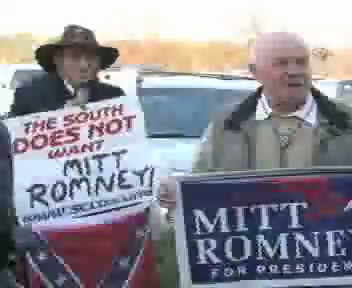 THE SOUTH
DOES NOT
WANT
MITT
ROMNEY!
MITT
ROMNEY
FOR PRESIDENT